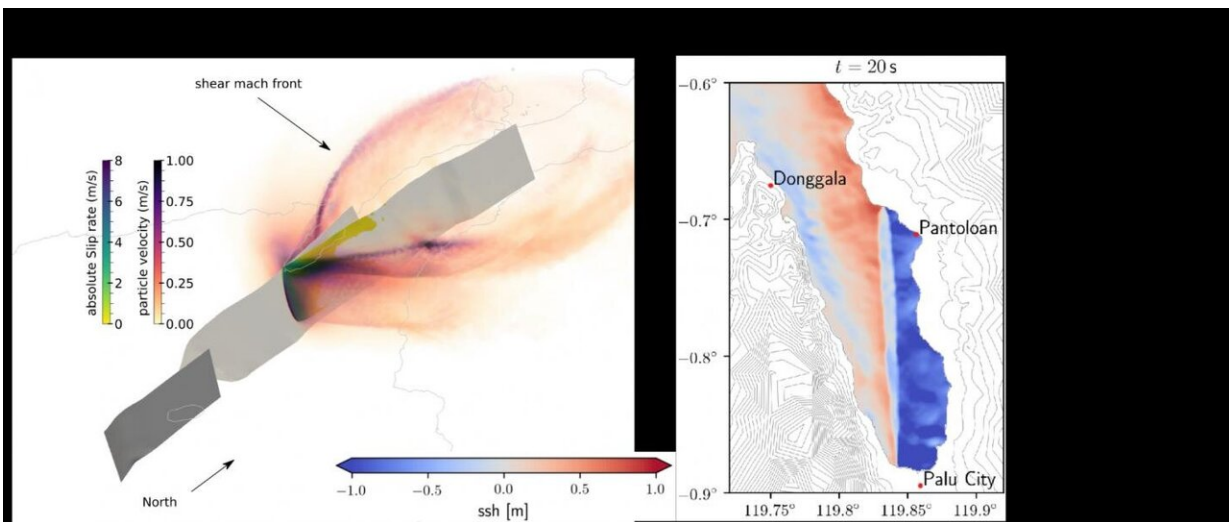 shear mach front
absolute Slip rate (m/s)
8
6
4
2
0
particle velocity (m/s)
1.00
0.75
0.50
0.25
0.00
North
−1.0 −0.5 0.0 0.5 1.0
ssh [m]
t = 20 s
−0.6°
−0.7°
−0.8°
−0.9°
Donggala
Pantoloan
Palu City
119.75° 119.8° 119.85° 119.9°